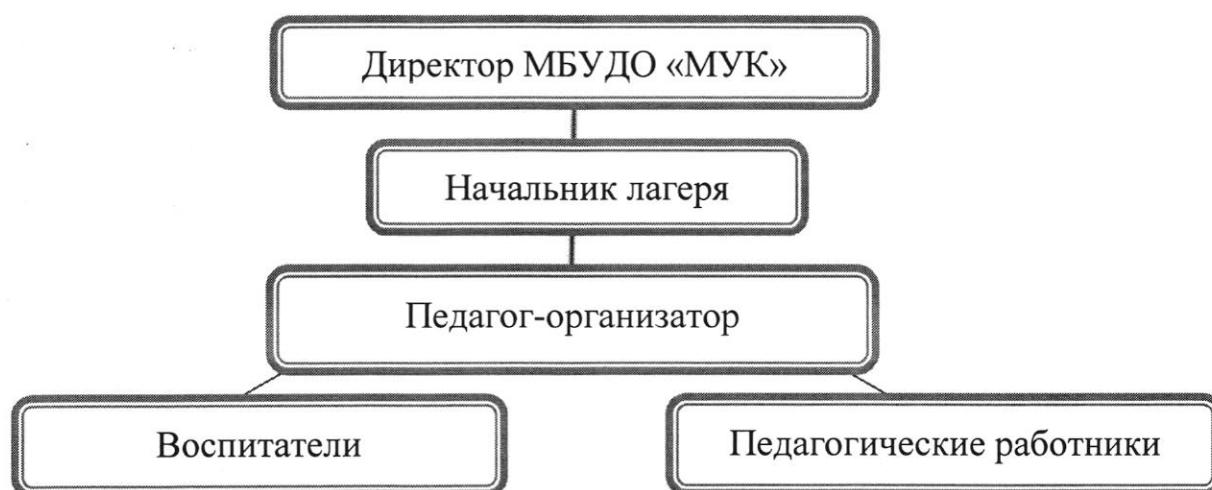 Директор МБУДО «МУК»
Начальник лагеря
Педагог-организатор
Воспитатели
Педагогические работники